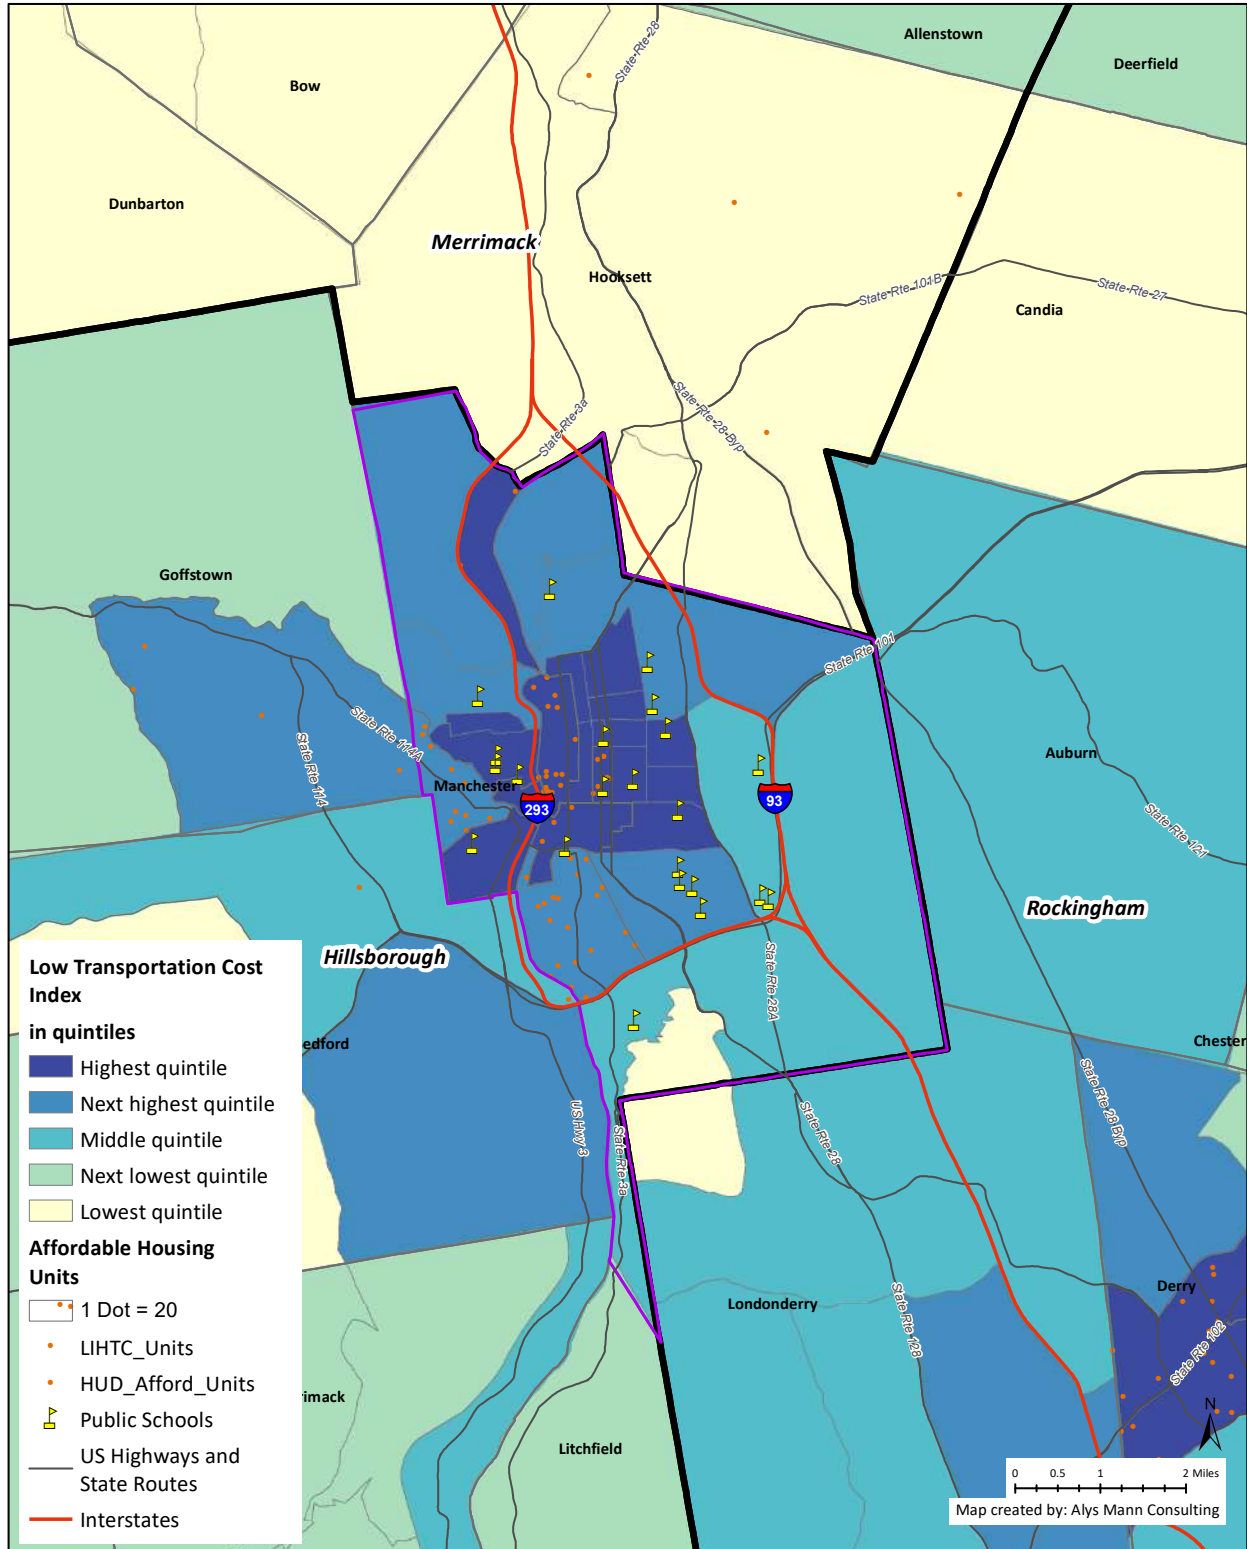 Allenstown
Deerfield
State Rte 28
Bow
Dunbarton
Merrimack
Hooksett
State Rte 101B
State Rte 27
Candia
State Rte 3a
State Rte 28 Byp
Goffstown
State Rte 101
State Rte 114A
State Rte 114
Manchester
293
93
Auburn
State Rte 121
Rockingham
Hillsborough
State Rte 28A
edford
Chester
State Rte 28 Byp
US Hwy 3
State Rte 3a
State Rte 28
Londonderry
State Rte 128
Derry
State Rte 102
rimack
Litchfield
Low Transportation Cost
Index
in quintiles
Highest quintile
Next highest quintile
Middle quintile
Next lowest quintile
Lowest quintile
Affordable Housing
Units
1 Dot = 20
LIHTC_Units
HUD_Afford_Units
Public Schools
US Highways and
State Routes
Interstates
N
0 0.5 1 2 Miles
Map created by: Alys Mann Consulting